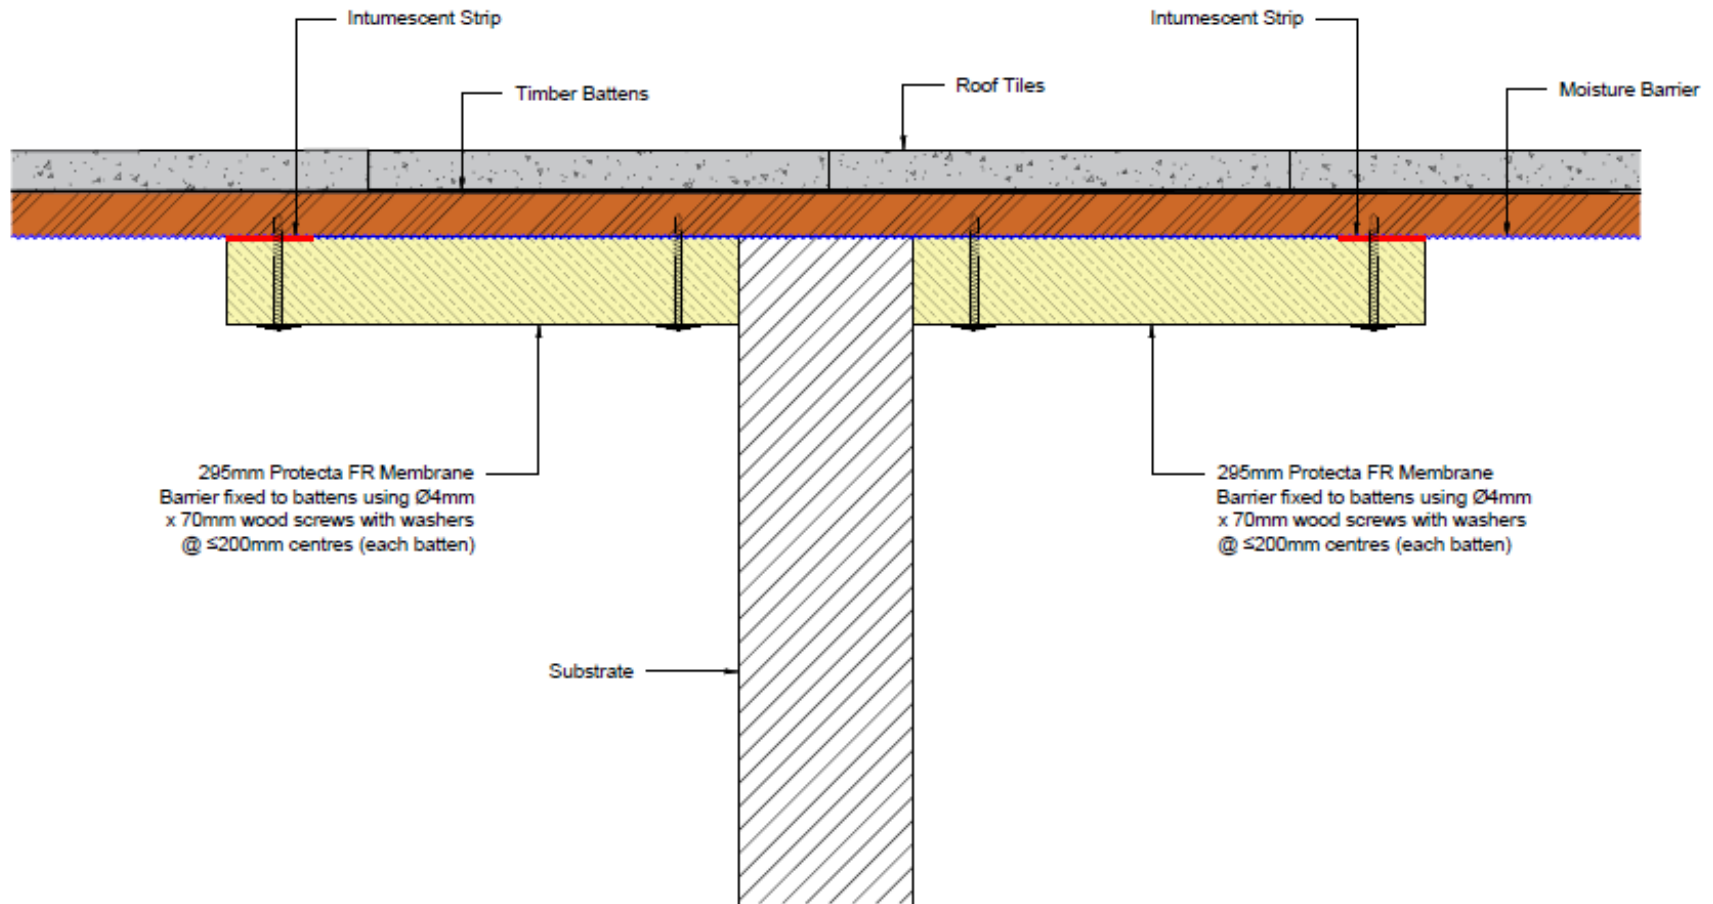 Intumescent Strip
Intumescent Strip
Timber Battens
Roof Tiles
Moisture Barrier
295mm Protecta FR Membrane
Barrier fixed to battens using Ø4mm
x 70mm wood screws with washers
@ ≤200mm centres (each batten)
295mm Protecta FR Membrane
Barrier fixed to battens using Ø4mm
x 70mm wood screws with washers
@ ≤200mm centres (each batten)
Substrate